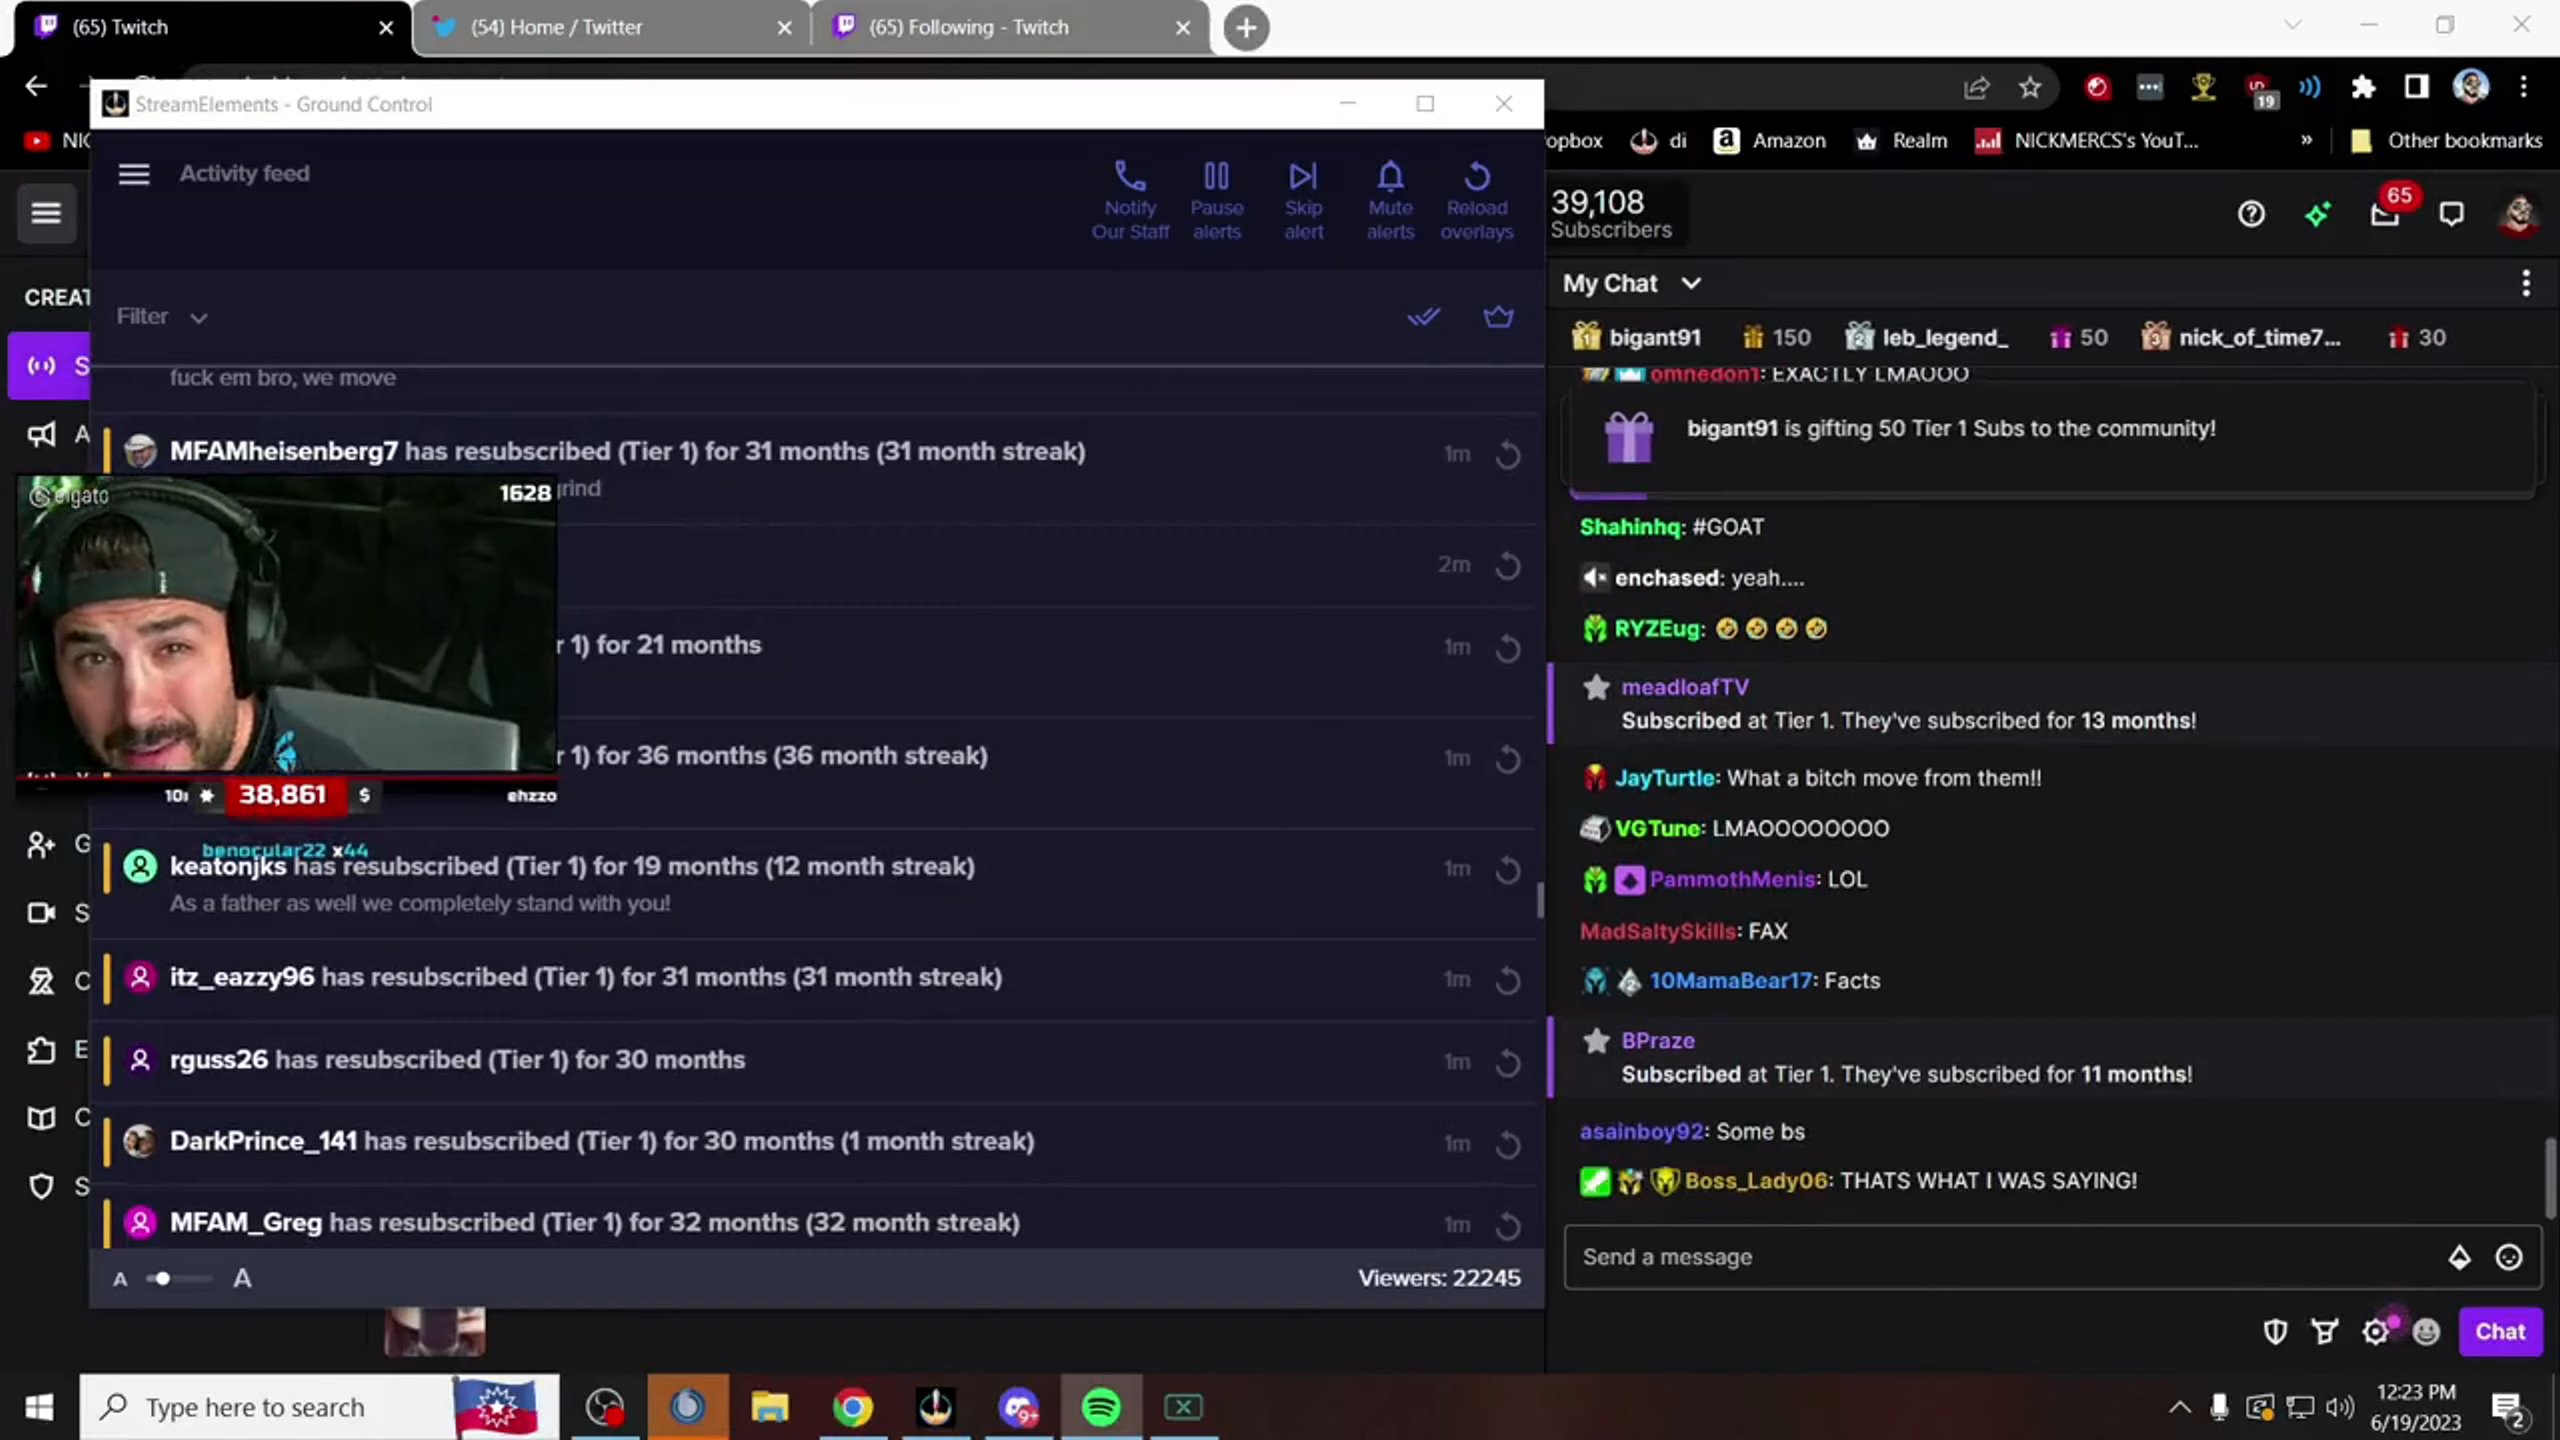 (65) Twitch
(54) Home / Twitter
(65) Following - Twitch
StreamElements - Ground Control
19
opbox
di
Amazon
Realm
NICKMERCS's YouT...
»
Other bookmarks
Activity feed
Notify
Our Staff
Pause
alerts
Skip
alert
Mute
alerts
Reload
overlays
39,108
Subscribers
65
CREAT
Filter
My Chat
bigant91
150
leb_legend_
50
nick_of_time7...
30
fuck em bro, we move
omnedon1: EXACTLY LMAOOO
bigant91 is gifting 50 Tier 1 Subs to the community!
MFAMheisenberg7 has resubscribed (Tier 1) for 31 months (31 month streak)
1m
elgato
1628
2m
1) for 21 months
1m
1) for 36 months (36 month streak)
1m
38,861
$
ehzzo
benocular22 x44
keatonjks has resubscribed (Tier 1) for 19 months (12 month streak)
1m
As a father as well we completely stand with you!
itz_eazzy96 has resubscribed (Tier 1) for 31 months (31 month streak)
1m
rguss26 has resubscribed (Tier 1) for 30 months
1m
DarkPrince_141 has resubscribed (Tier 1) for 30 months (1 month streak)
1m
MFAM_Greg has resubscribed (Tier 1) for 32 months (32 month streak)
1m
A
A
Viewers: 22245
Shahinhq: #GOAT
enchased: yeah....
RYZEug:
meadloafTV
Subscribed at Tier 1. They've subscribed for 13 months!
JayTurtle: What a bitch move from them!!
VGTune: LMAOOOOOOOO
PammothMenis: LOL
MadSaltySkills: FAX
10MamaBear17: Facts
BPraze
Subscribed at Tier 1. They've subscribed for 11 months!
asainboy92: Some bs
Boss_Lady06: THATS WHAT I WAS SAYING!
Send a message
Chat
Type here to search
9+
12:23 PM
6/19/2023
2